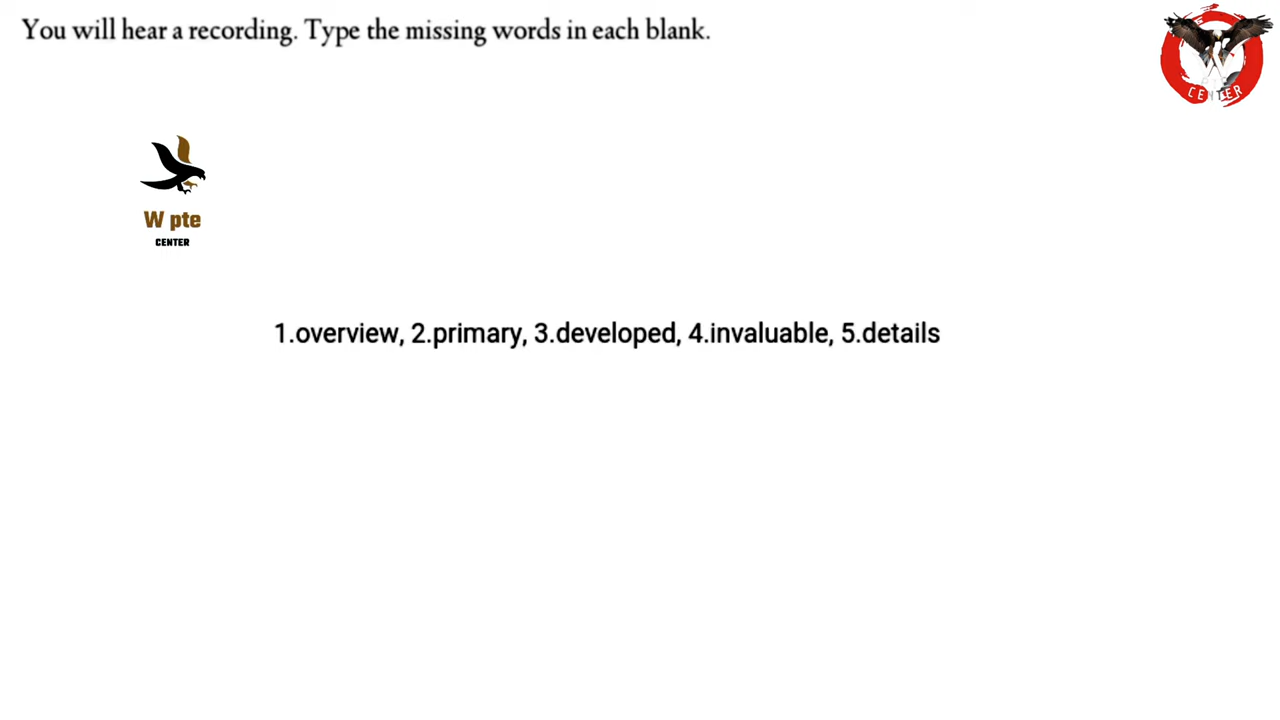 You will hear a recording. Type the missing words in each blank.
CENTER
W pte
CENTER
1.overview, 2.primary, 3.developed, 4.invaluable, 5.details